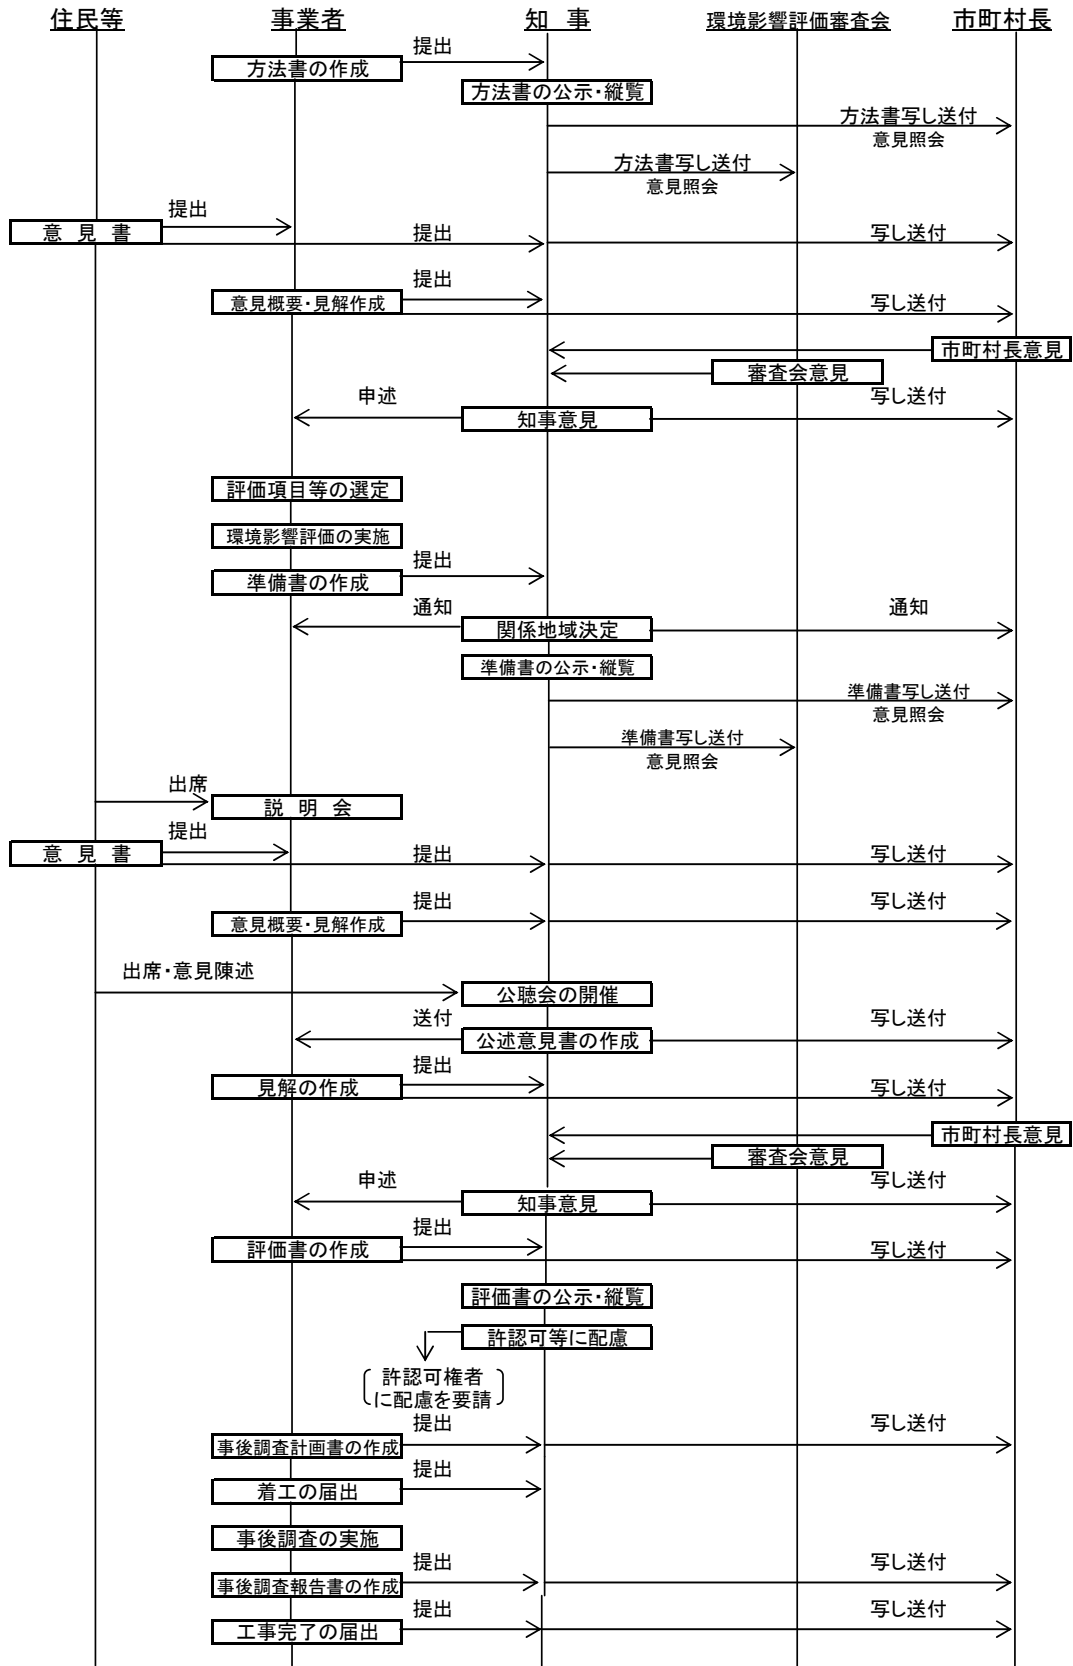 住民等
事業者
知 事
環境影響評価審査会
市町村長
提出
方法書の作成
方法書の公示・縦覧
方法書写し送付
意見照会
方法書写し送付
意見照会
提出
意 見 書
提出
写し送付
提出
意見概要・見解作成
写し送付
市町村長意見
審査会意見
申述
写し送付
知事意見
評価項目等の選定
環境影響評価の実施
提出
準備書の作成
通知
通知
関係地域決定
準備書の公示・縦覧
準備書写し送付
意見照会
準備書写し送付
意見照会
出席
説 明 会
提出
意 見 書
提出
写し送付
提出
写し送付
意見概要・見解作成
出席・意見陳述
公聴会の開催
送付
写し送付
公述意見書の作成
提出
見解の作成
写し送付
市町村長意見
審査会意見
申述
写し送付
知事意見
提出
評価書の作成
写し送付
評価書の公示・縦覧
許認可等に配慮
許認可権者
に配慮を要請
提出
写し送付
事後調査計画書の作成
提出
着工の届出
事後調査の実施
提出
写し送付
事後調査報告書の作成
提出
写し送付
工事完了の届出